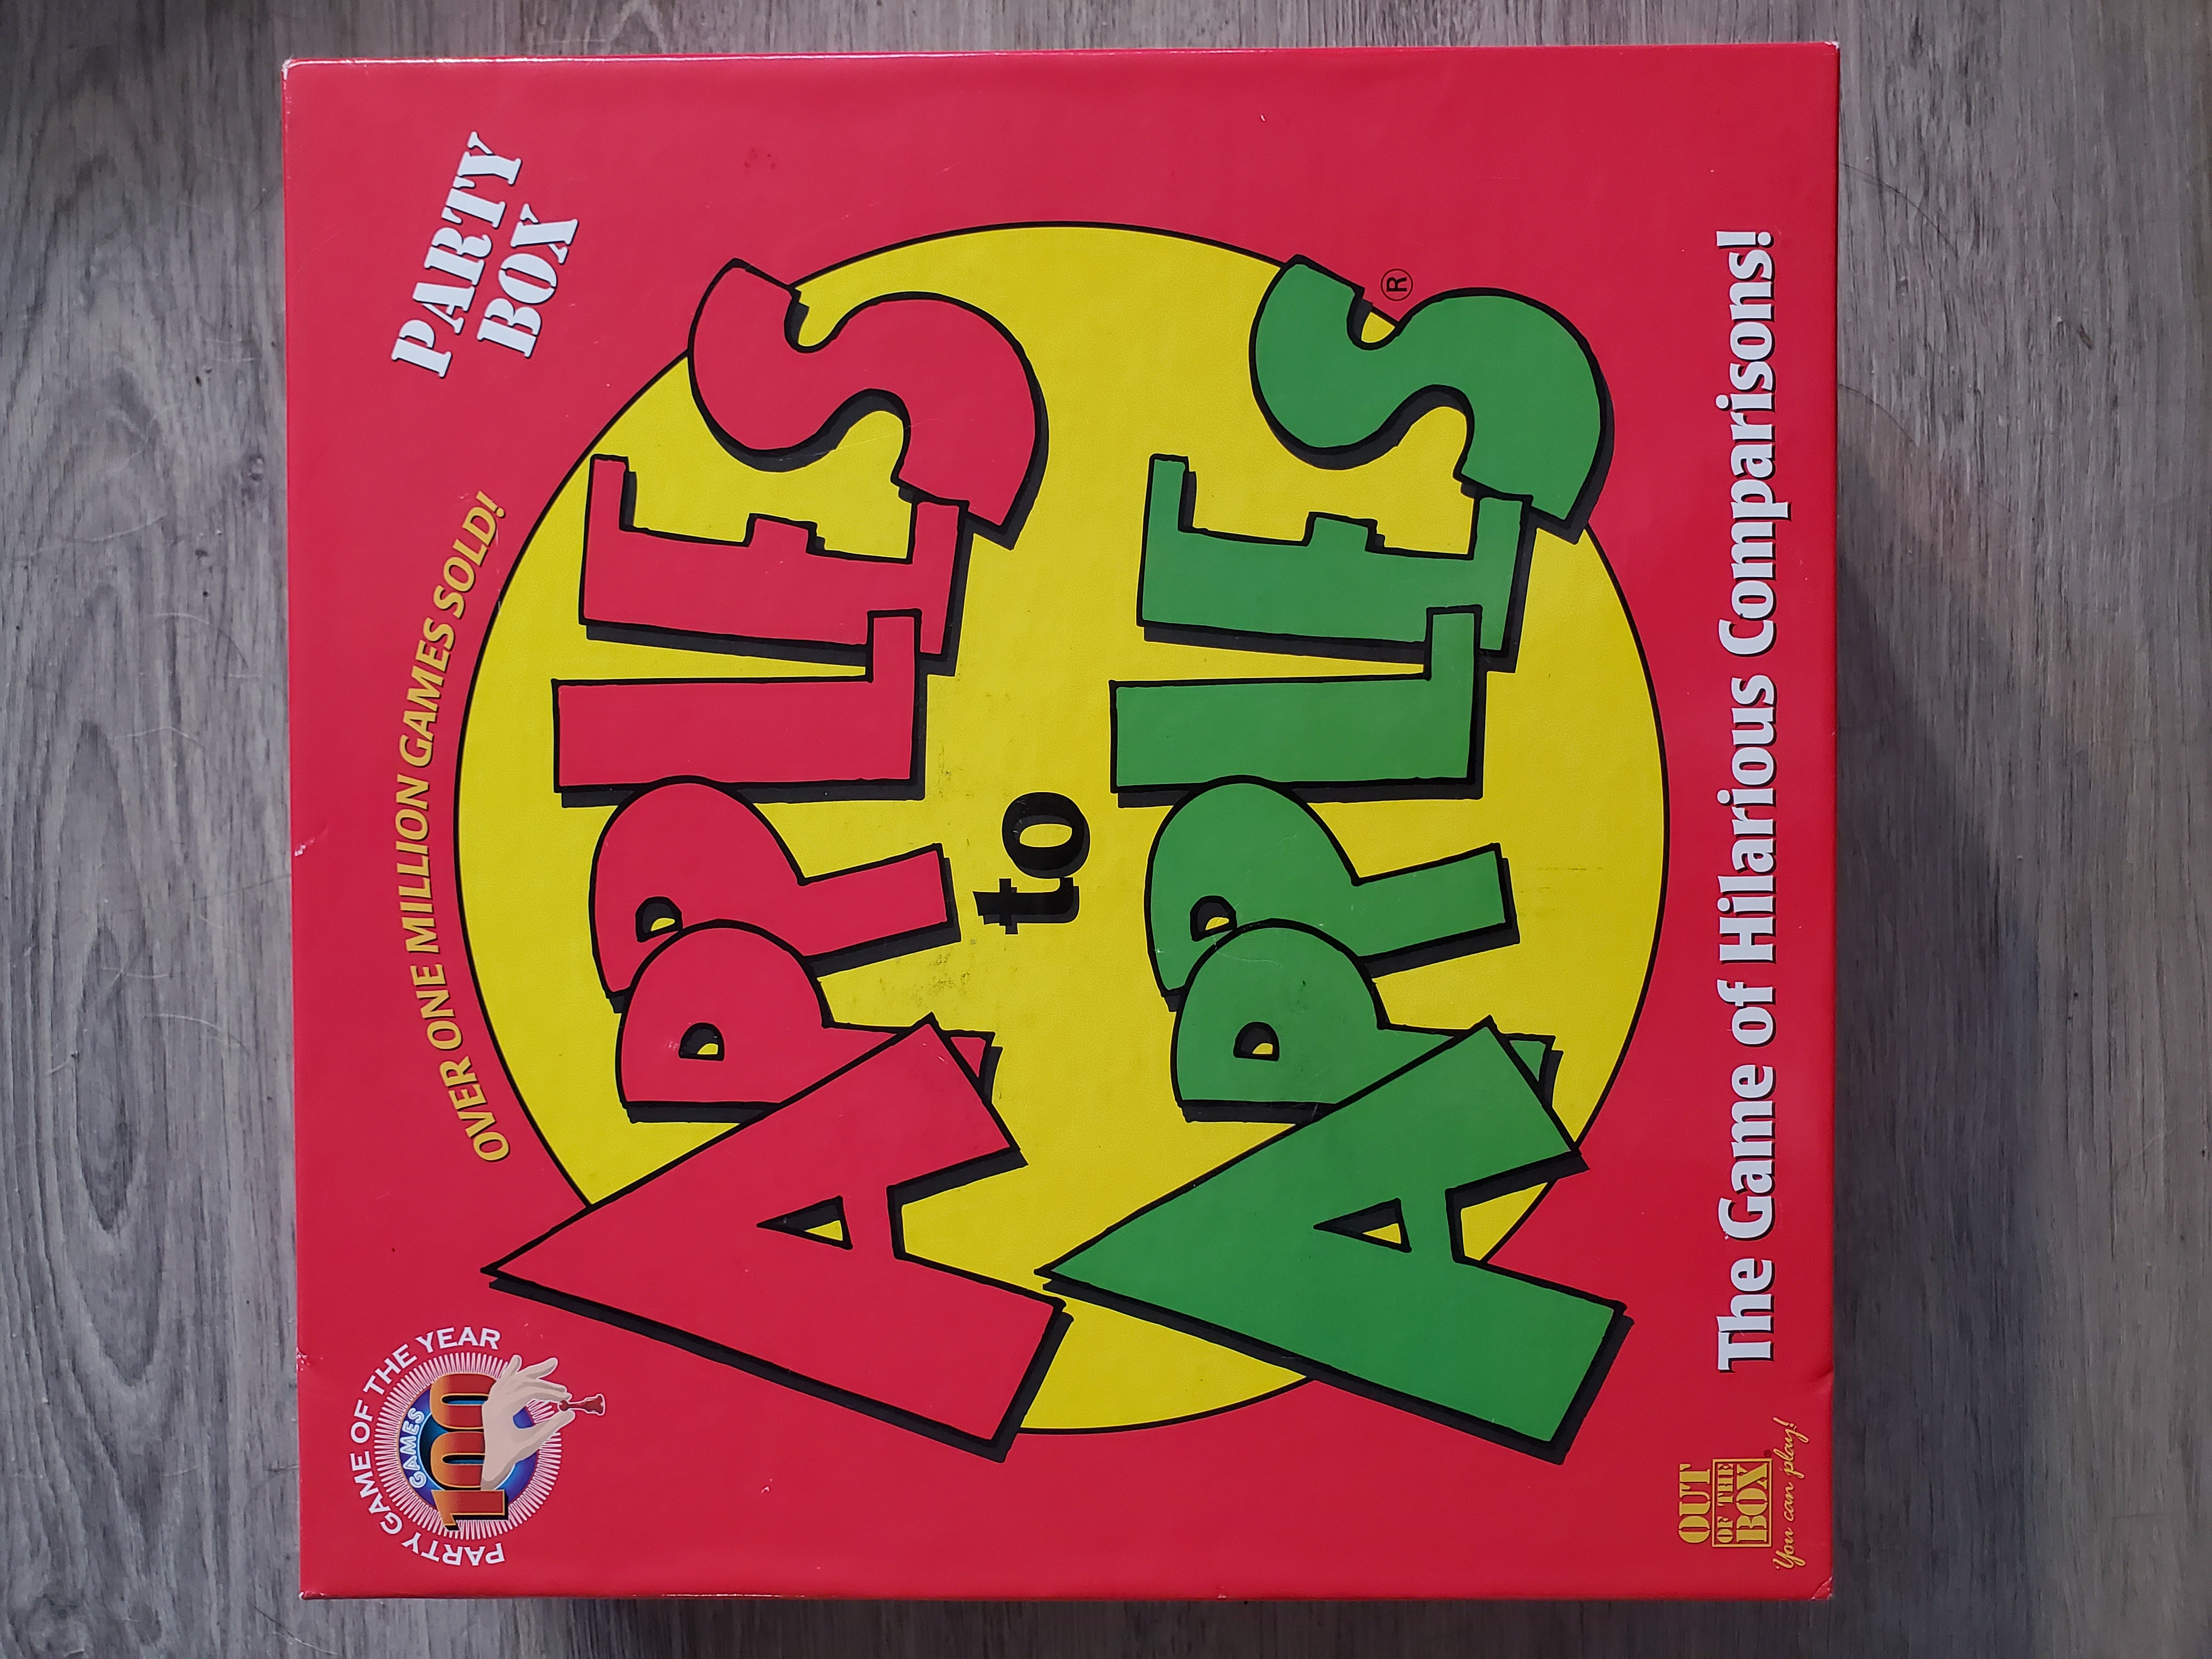 PARTY GAME OF THE YEAR
GAMES
100
OVER ONE MILLION GAMES SOLD!
PARTY
BOX
APPLES
to
APPLES®
The Game of Hilarious Comparisons!
OUT
OF THE
BOX
You can play!